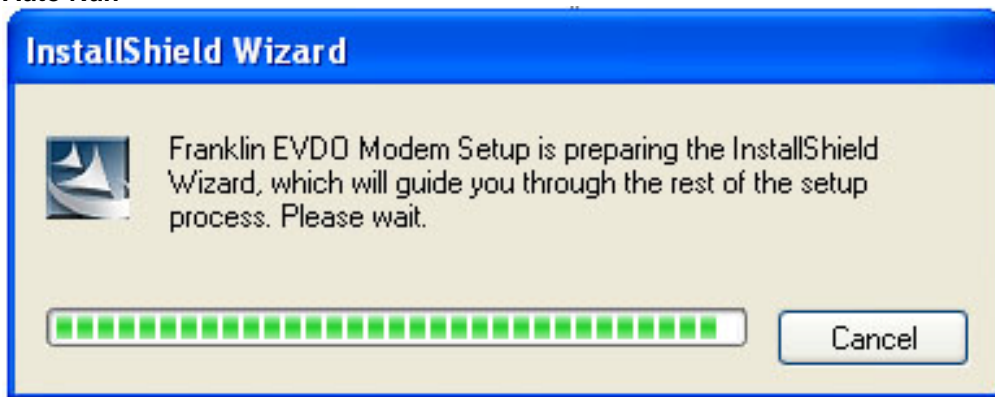 InstallShield Wizard
Franklin EVDO Modem Setup is preparing the InstallShield
Wizard, which will guide you through the rest of the setup
process. Please wait.
Cancel